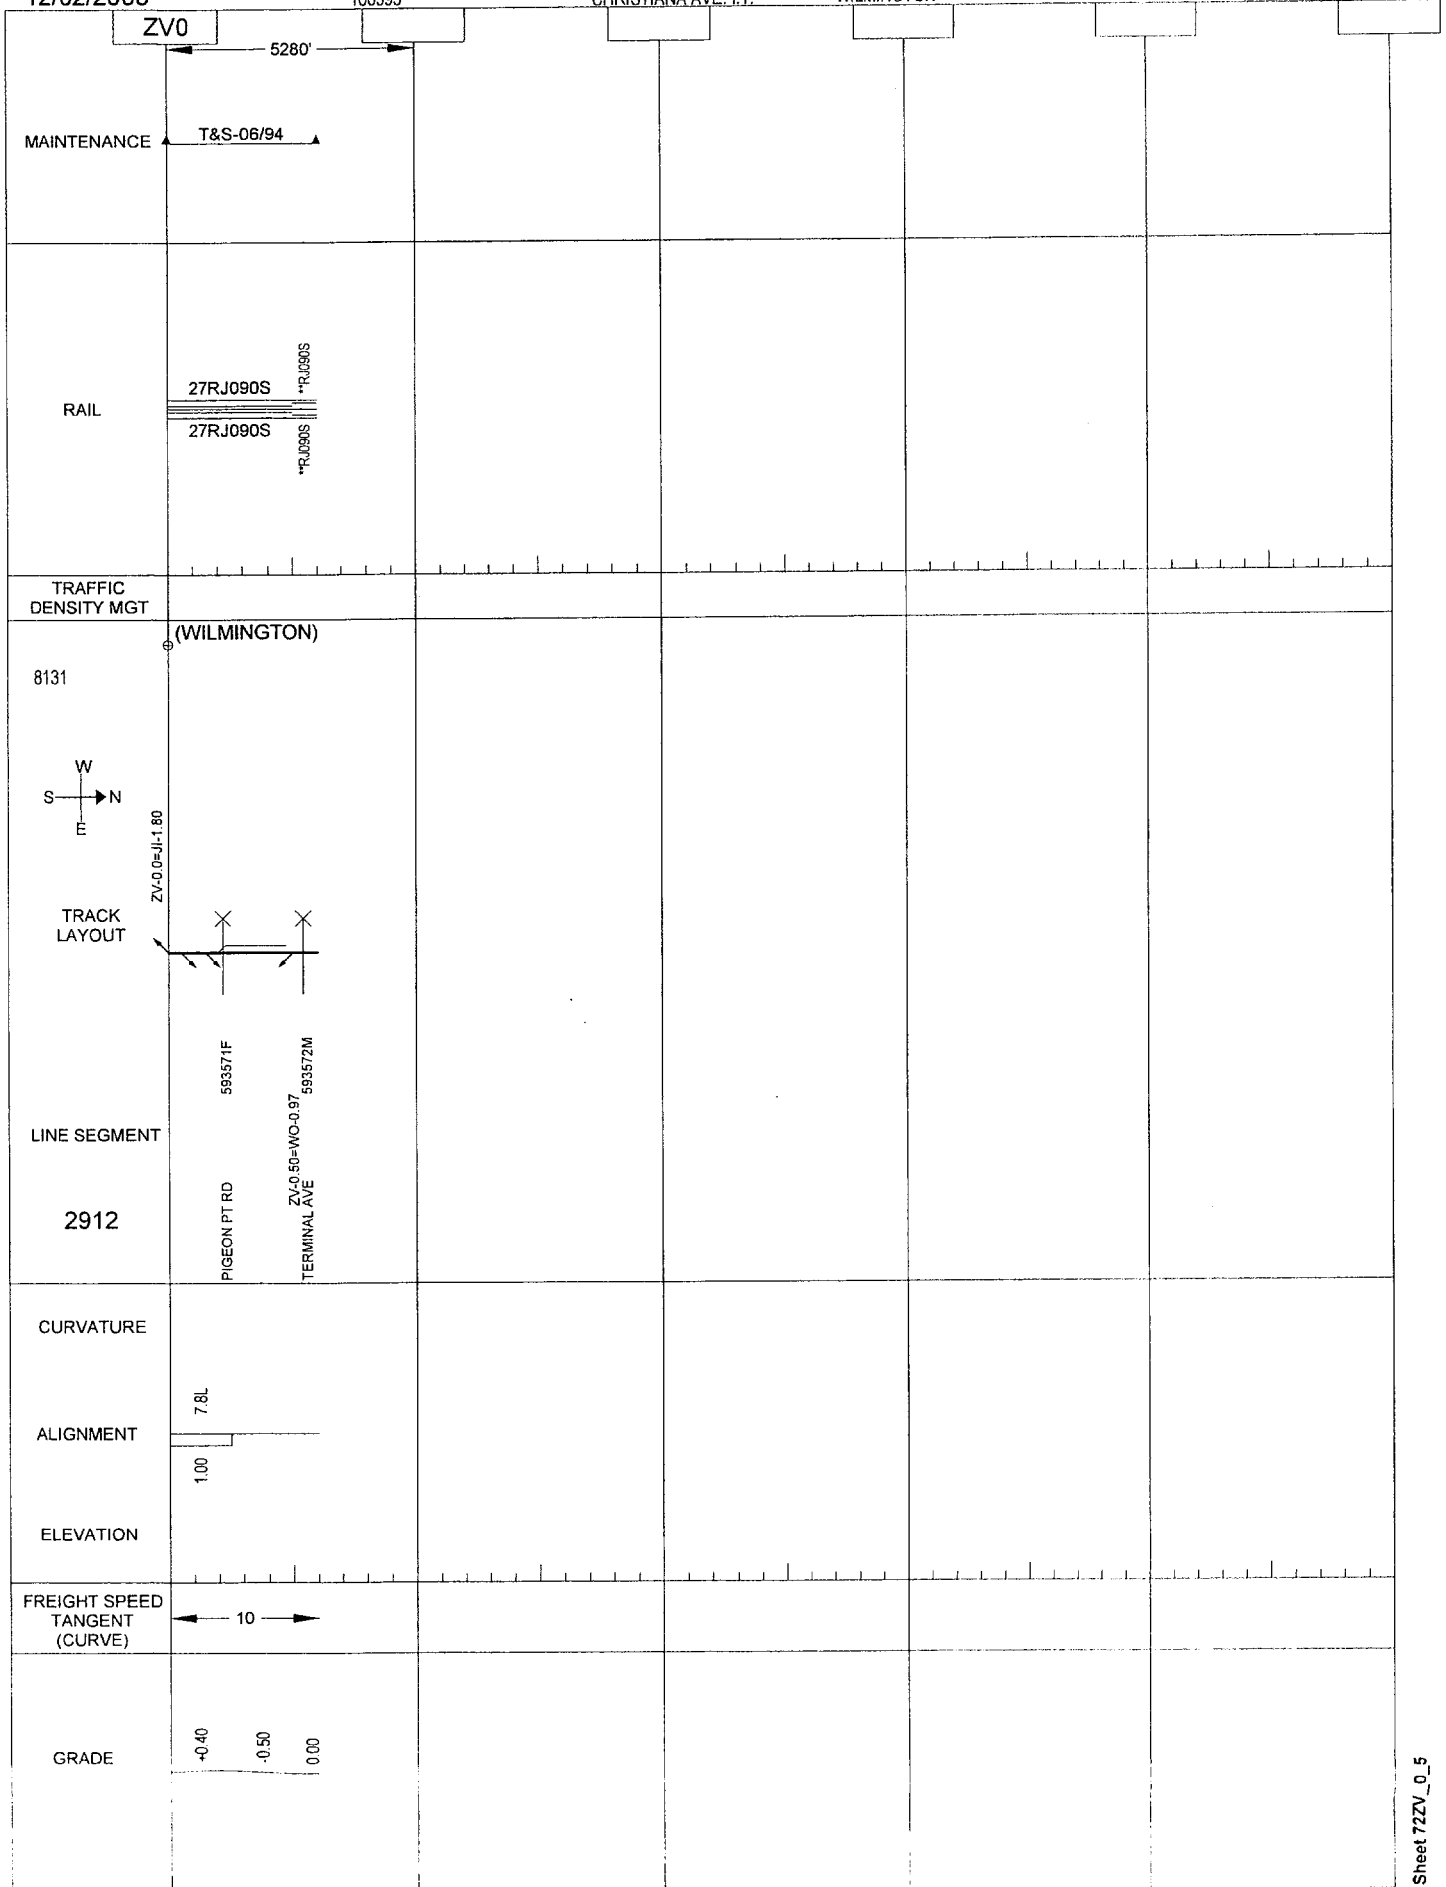 ZV0
5280'
MAINTENANCE
T&S-06/94
RAIL
27RJ090S
27RJ090S
**RJ090S
**RJ090S
TRAFFIC
DENSITY MGT
(WILMINGTON)
8131
W
S
N
E
ZV-0.0=JI-1.80
TRACK
LAYOUT
593571F
593572M
LINE SEGMENT
2912
PIGEON PT RD
ZV-0.50=WO-0.97
TERMINAL AVE
CURVATURE
7.8L
ALIGNMENT
1.00
ELEVATION
FREIGHT SPEED
TANGENT
(CURVE)
10
GRADE
+0.40
-0.50
0.00
Sheet 72ZV_0_5